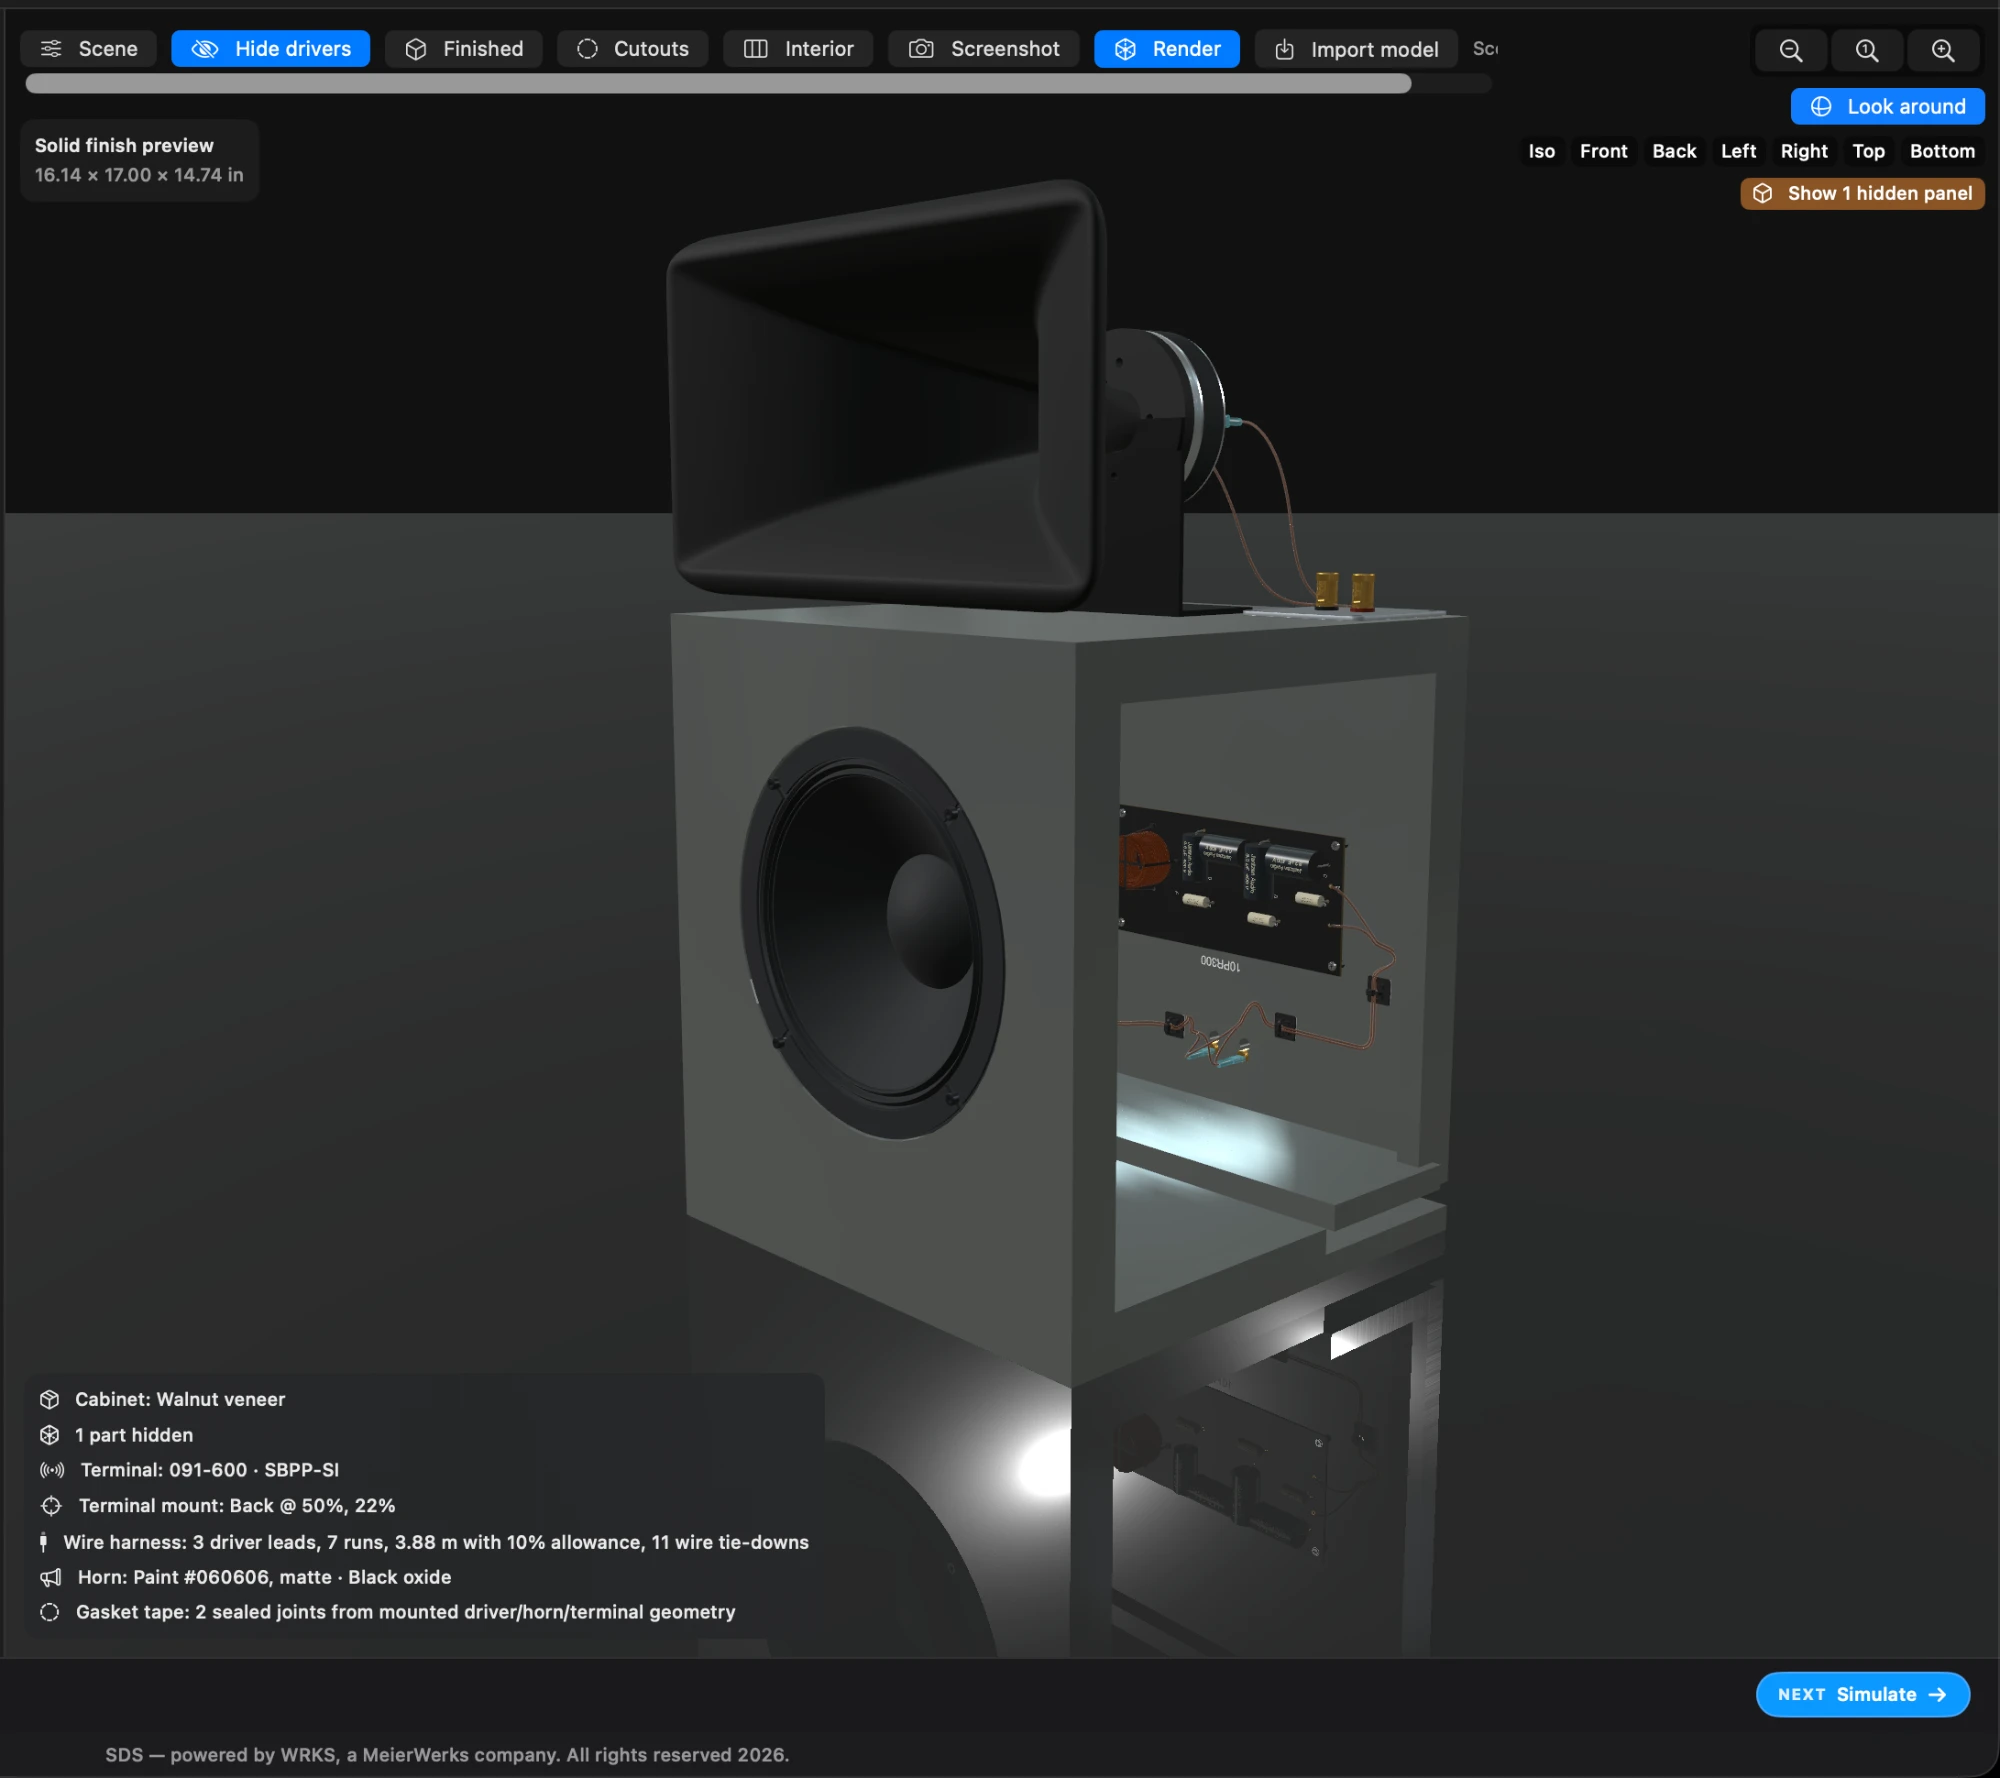 Scene
Hide drivers
Finished
Cutouts
Interior
Screenshot
Render
Import model
Look around
Iso Front Back Left Right Top Bottom
Show 1 hidden panel
Solid finish preview
16.14 × 17.00 × 14.74 in
10PR300
Cabinet: Walnut veneer
1 part hidden
Terminal: 091-600 · SBPP-SI
Terminal mount: Back @ 50%, 22%
Wire harness: 3 driver leads, 7 runs, 3.88 m with 10% allowance, 11 wire tie-downs
Horn: Paint #060606, matte · Black oxide
Gasket tape: 2 sealed joints from mounted driver/horn/terminal geometry
NEXT Simulate
SDS — powered by WRKS, a MeierWerks company. All rights reserved 2026.